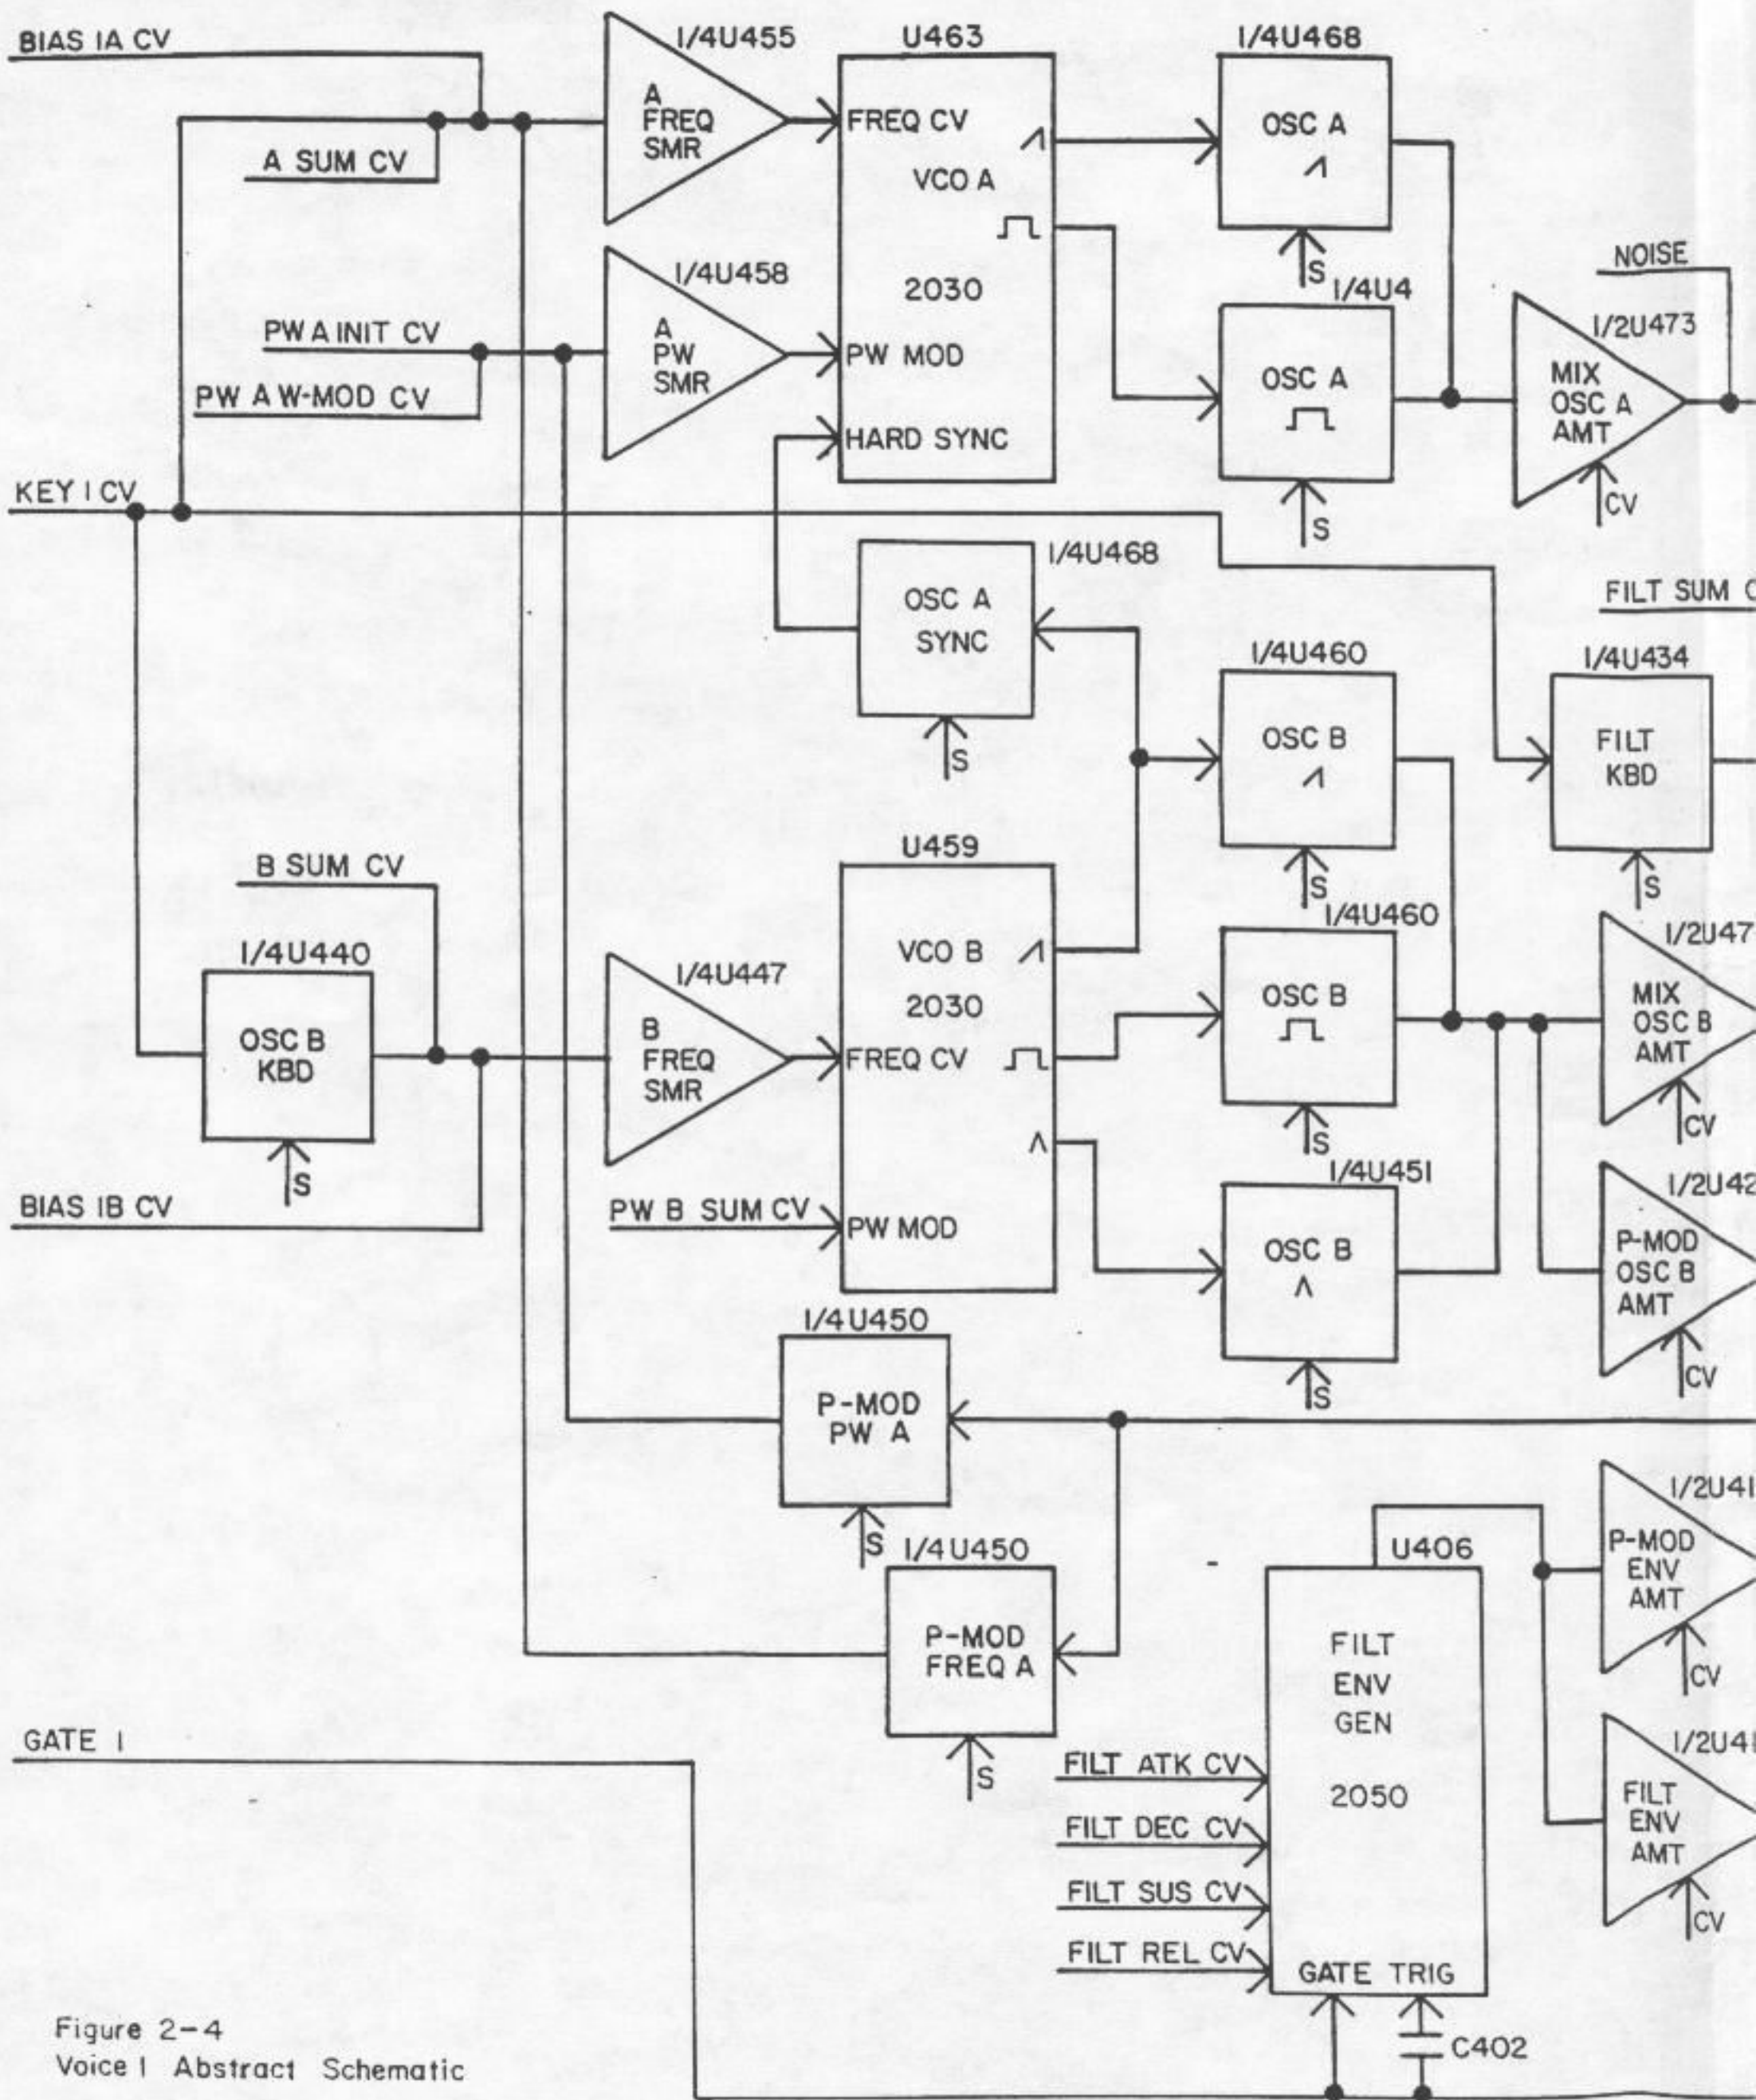 BIAS 1A CV
1/4U455
U463
1/4U468
A
FREQ
SMR
FREQ CV
VCO A
2030
PW MOD
HARD SYNC
OSC A
S
A SUM CV
1/4U458
A
PW
SMR
PW A INIT CV
PW A W-MOD CV
1/4U4
OSC A
S
NOISE
1/2U473
MIX
OSC A
AMT
CV
KEY 1 CV
1/4U468
OSC A
SYNC
S
FILT SUM
1/4U460
OSC B
S
1/4U434
FILT
KBD
S
B SUM CV
1/4U440
OSC B
KBD
S
1/4U447
B
FREQ
SMR
U459
VCO B
2030
FREQ CV
PW MOD
1/4U460
OSC B
S
1/2U47
MIX
OSC B
AMT
CV
BIAS 1B CV
PW B SUM CV
1/4U451
OSC B
S
1/2U42
P-MOD
OSC B
AMT
CV
1/4U450
P-MOD
PW A
S
1/4U450
P-MOD
FREQ A
S
U406
FILT
ENV
GEN
2050
GATE TRIG
1/2U41
P-MOD
ENV
AMT
CV
1/2U41
FILT
ENV
AMT
CV
GATE 1
FILT ATK CV
FILT DEC CV
FILT SUS CV
FILT REL CV
C402
Figure 2-4
Voice 1 Abstract Schematic